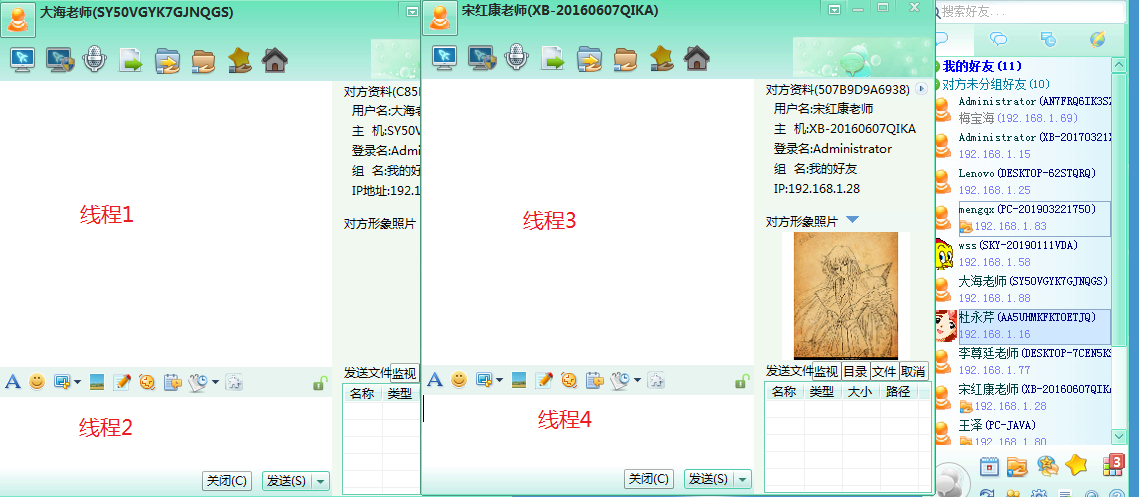 大海老师(SY50VGYK7GJNQGS)
对方资料(C85
用户名:大海老
主 机:SY50V
登录名:Admi
组 名:我的好
IP地址:192.1
对方形象照片
线程1
发送文件 监视
名称 类型
线程2
关闭(C) 发送(S)
宋红康老师(XB-20160607QIKA)
对方资料(507B9D9A6938)
用户名:宋红康老师
主 机:XB-20160607QIKA
登录名:Administrator
组 名:我的好友
IP:192.168.1.28
对方形象照片
线程3
发送文件 监视 目录 文件 取消
名称 类型 大小 路径
线程4
关闭(C) 发送(S)
搜索好友...
我的好友(11)
对方未分组好友(10)
Administrator(AN7FRQ6IK3SZ
梅宝海(192.168.1.69)
Administrator(XB-20170321X
192.168.1.15
Lenovo(DESKTOP-62STQRQ)
192.168.1.25
mengqx(PC-201903221750)
192.168.1.83
wss(SKY-20190111VDA)
192.168.1.58
大海老师(SY50VGYK7GJNQGS)
192.168.1.88
杜永芹(AA5UHMKFKTOETJQ)
192.168.1.16
李尊廷老师(DESKTOP-7CEN5KS
192.168.1.77
宋红康老师(XB-20160607QIKA
192.168.1.28
王泽(PC-JAVA)
192.168.1.80
3